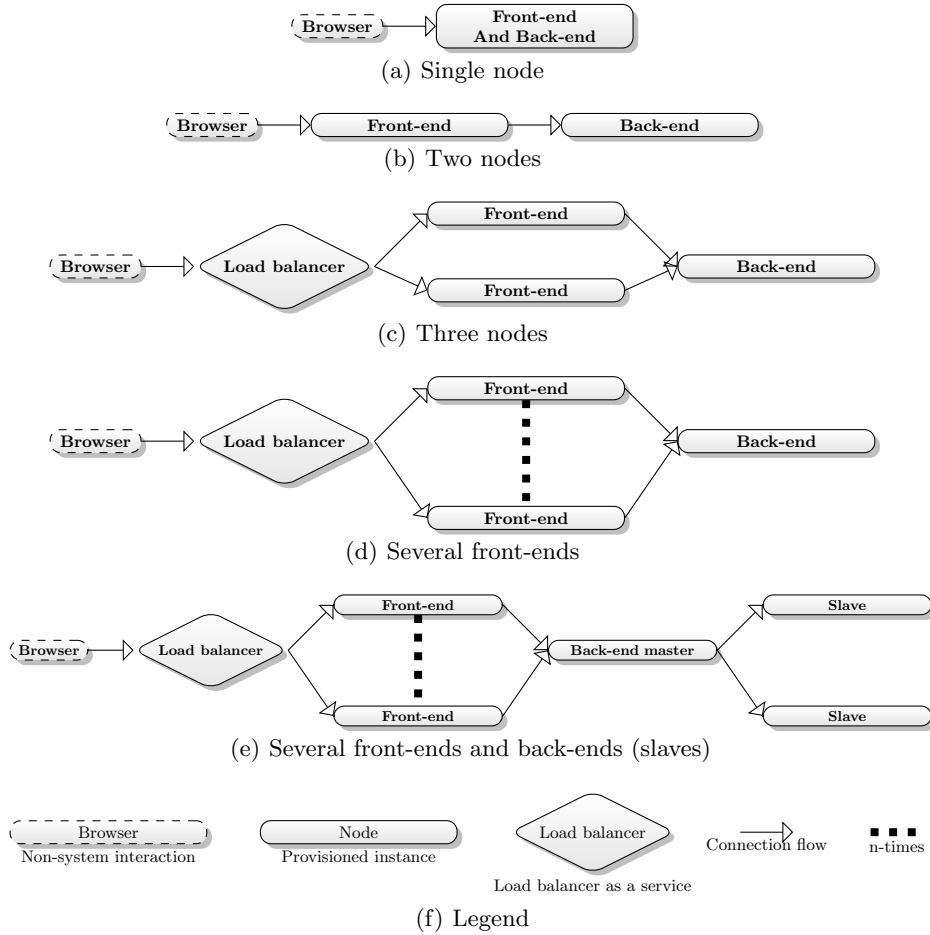 Browser
Front-end
And Back-end
(a) Single node
Browser
Front-end
Back-end
(b) Two nodes
Front-end
Browser
Load balancer
Back-end
Front-end
(c) Three nodes
Front-end
Browser
Load balancer
Back-end
Front-end
(d) Several front-ends
Front-end
Slave
Browser
Load balancer
Back-end master
Front-end
Slave
(e) Several front-ends and back-ends (slaves)
Browser
Non-system interaction
Node
Provisioned instance
Load balancer
Load balancer as a service
Connection flow
n-times
(f) Legend